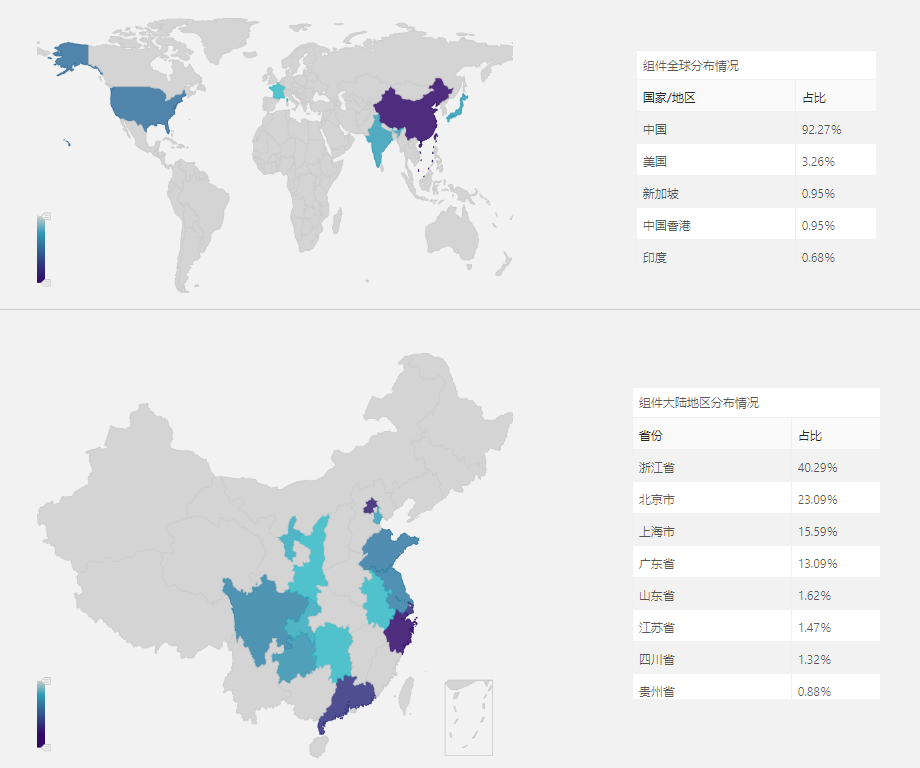 组件全球分布情况
国家/地区 占比
中国 92.27%
美国 3.26%
新加坡 0.95%
中国香港 0.95%
印度 0.68%
组件大陆地区分布情况
省份 占比
浙江省 40.29%
北京市 23.09%
上海市 15.59%
广东省 13.09%
山东省 1.62%
江苏省 1.47%
四川省 1.32%
贵州省 0.88%